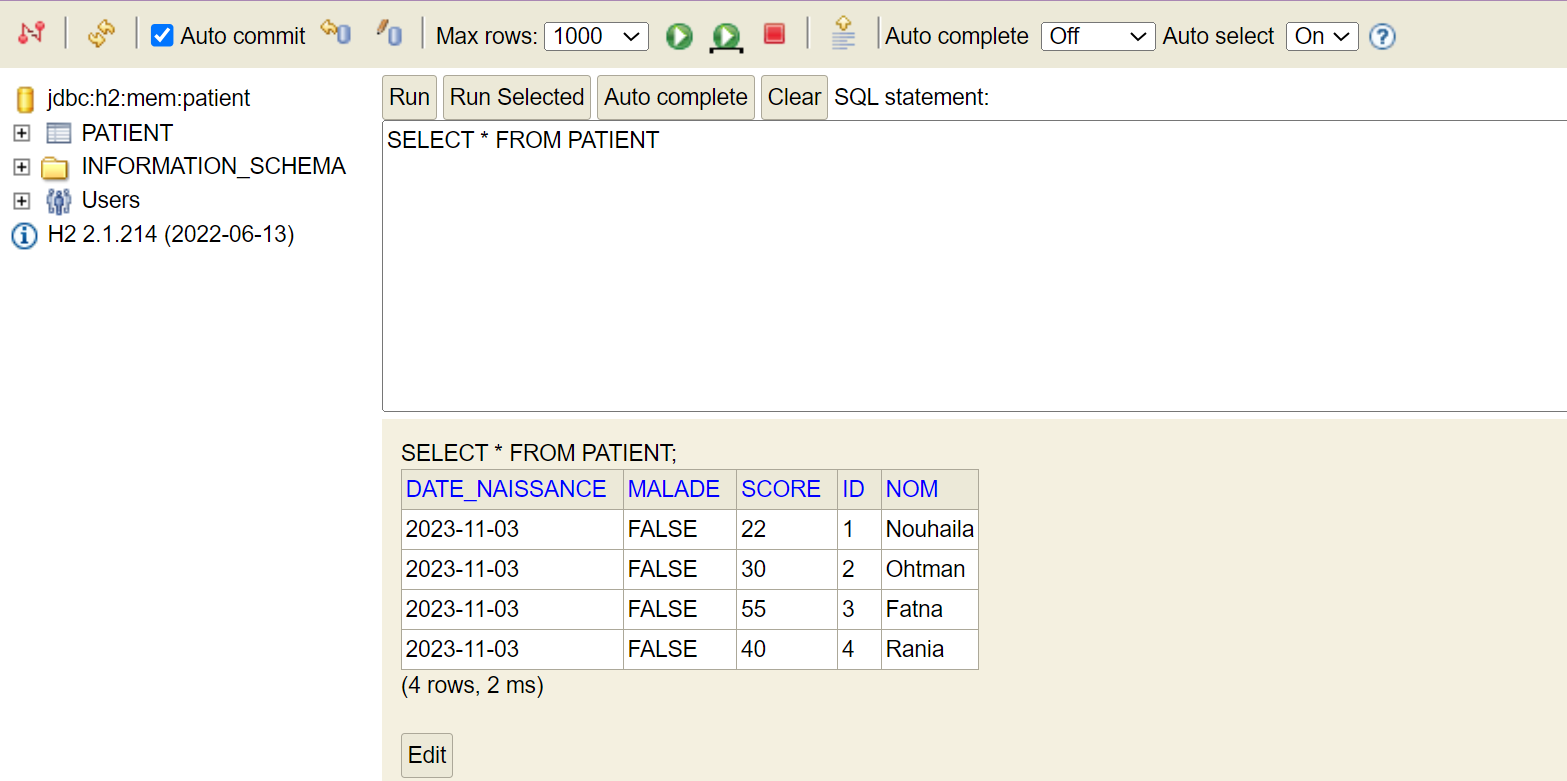 Auto commit Max rows: 1000 Auto complete Off Auto select On ?
jdbc:h2:mem:patient
PATIENT
INFORMATION_SCHEMA
Users
H2 2.1.214 (2022-06-13)
Run Run Selected Auto complete Clear SQL statement:
SELECT * FROM PATIENT
SELECT * FROM PATIENT;
DATE_NAISSANCE MALADE SCORE ID NOM
2023-11-03 FALSE 22 1 Nouhaila
2023-11-03 FALSE 30 2 Ohtman
2023-11-03 FALSE 55 3 Fatna
2023-11-03 FALSE 40 4 Rania
(4 rows, 2 ms)
Edit